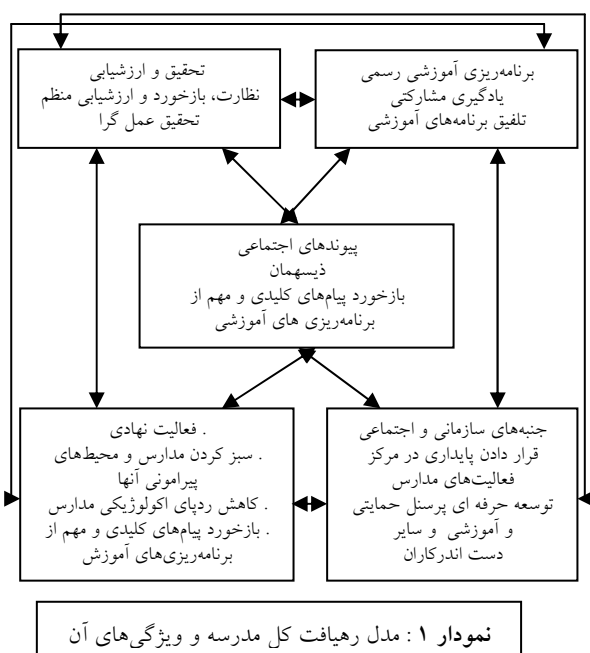 برنامه‌ریزی آموزشی رسمی
یادگیری مشارکتی
تلفیق برنامه‌های آموزشی
تحقیق و ارزشیابی
نظارت، بازخورد و ارزشیابی منظم
تحقیق عمل گرا
پیوندهای اجتماعی
ذیسهمان
بازخورد پیام‌های کلیدی و مهم از
برنامه‌ریزی های آموزشی
جنبه‌های سازمانی و اجتماعی
قرار دادن پایداری در مرکز
فعالیت‌های مدارس
توسعه حرفه ای پرسنل حمایتی
و آموزشی و سایر
دست اندرکاران
. فعالیت نهادی
. سبز کردن مدارس و محیط‌های
پیرامونی آنها
. کاهش ردپای اکولوژیکی مدارس
. بازخورد پیام‌های کلیدی و مهم از
برنامه‌ریزی‌های آموزش
نمودار ۱ : مدل رهیافت کل مدرسه و ویژگی‌های آن